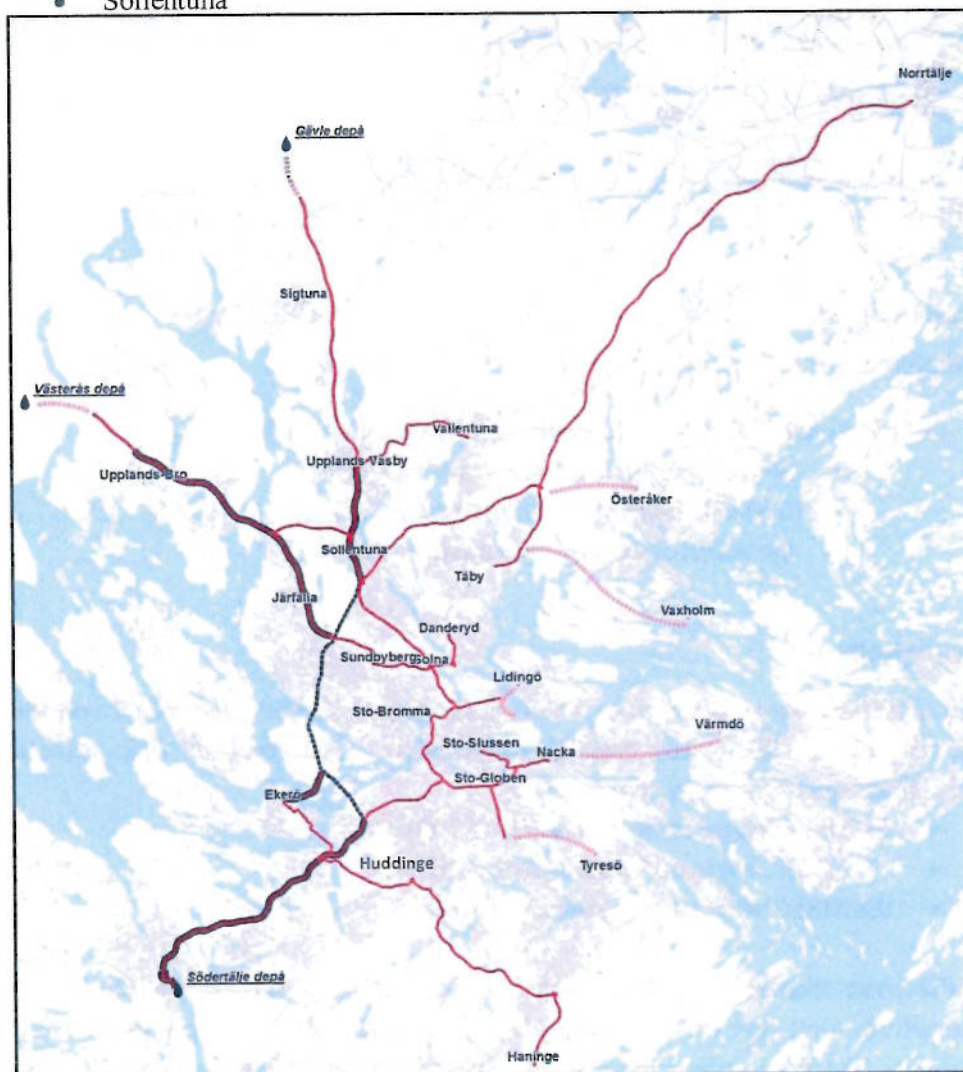 Sollentuna
Norrtälje
Gävle depå
Sigtuna
Västerås depå
Vallentuna
Upplands-Väsby
Upplands-Bro
Österåker
Sollentuna
Täby
Järfälla
Vaxholm
Danderyd
Sundbyberg
Solna
Lidingö
Sto-Bromma
Värmdö
Sto-Slussen
Nacka
Sto-Globen
Ekerö
Huddinge
Tyresö
Södertälje depå
Haninge